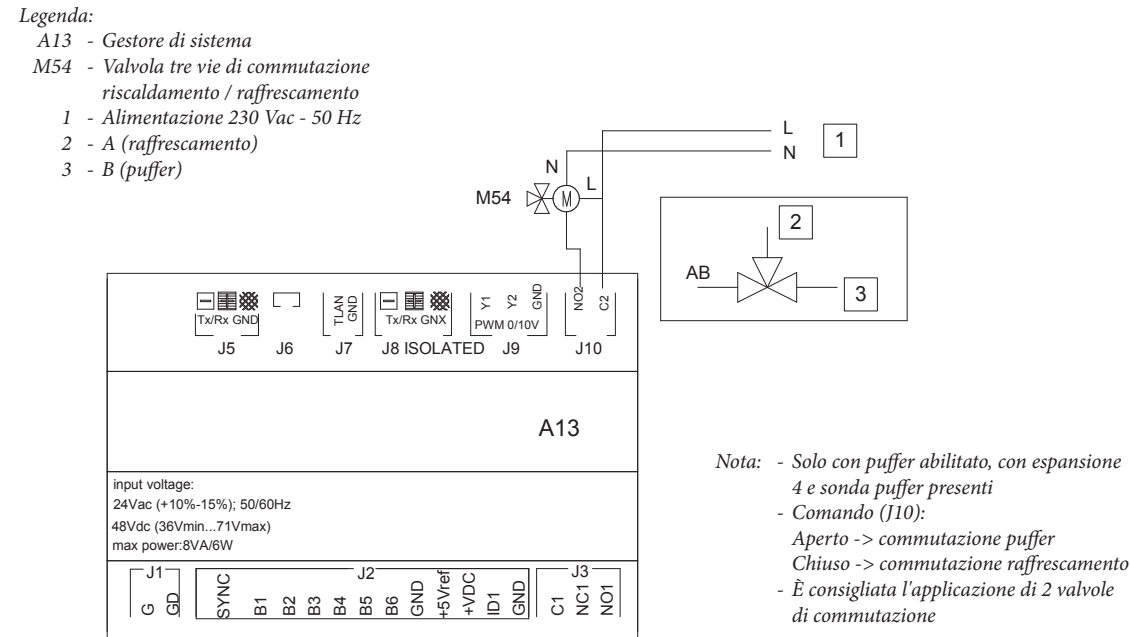 Legenda:
A13 - Gestore di sistema
M54 - Valvola tre vie di commutazione
riscaldamento / raffrescamento
1 - Alimentazione 230 Vac - 50 Hz
2 - A (raffrescamento)
3 - B (puffer)
L
N
1
N
L
M54
M
2
AB
3
Tx/Rx GND
TLAN
GND
Tx/Rx GNX
Y1
Y2
GND
PWM 0/10V
NO2
C2
J5
J6
J7
J8 ISOLATED
J9
J10
A13
input voltage:
24Vac (+10%-15%); 50/60Hz
48Vdc (36Vmin...71Vmax)
max power:8VA/6W
J1
J2
J3
G
GD
SYNC
B1
B2
B3
B4
B5
B6
GND
+5Vref
+VDC
ID1
GND
C1
NC1
NO1
Nota: - Solo con puffer abilitato, con espansione
4 e sonda puffer presenti
- Comando (J10):
Aperto -> commutazione puffer
Chiuso -> commutazione raffrescamento
- È consigliata l'applicazione di 2 valvole
di commutazione